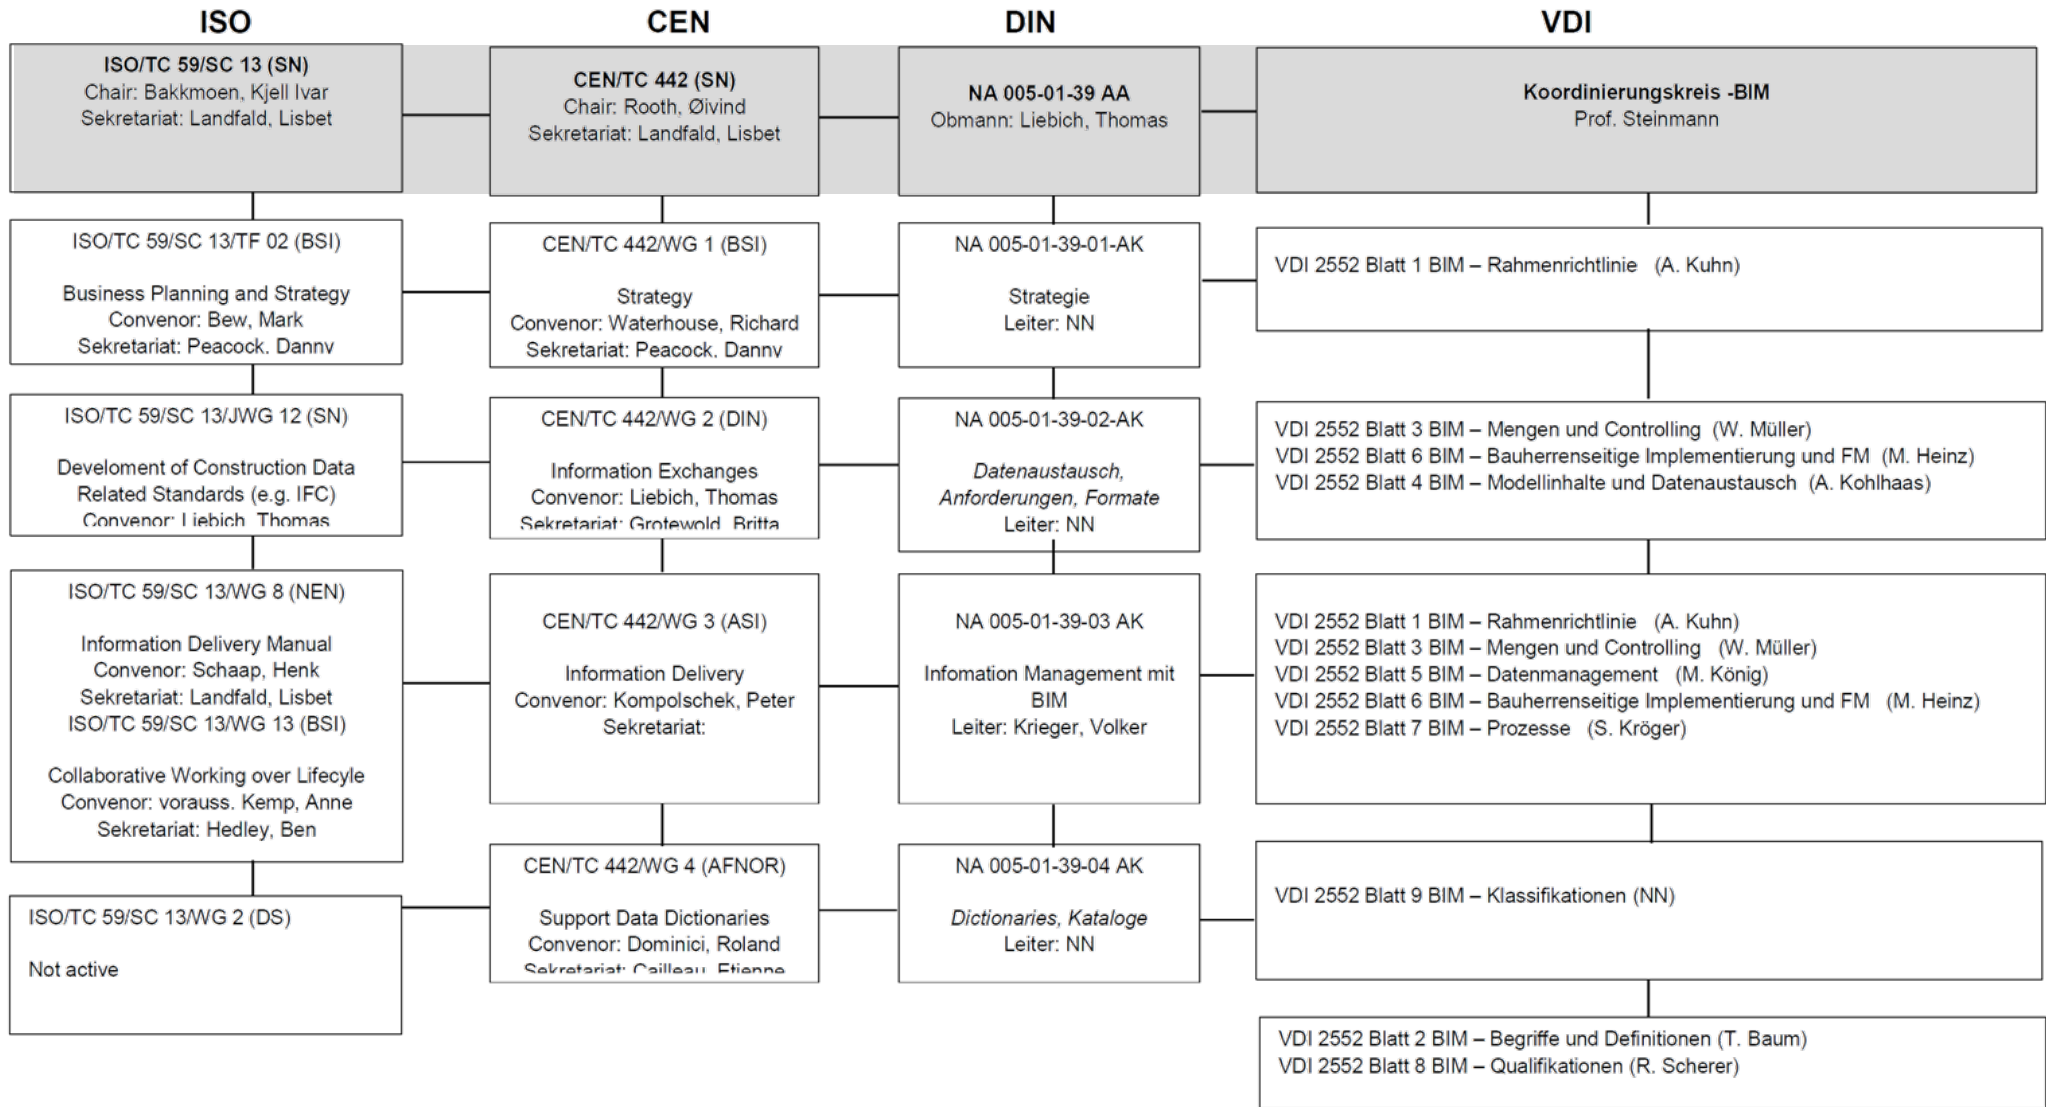 ISO
CEN
DIN
VDI
ISO/TC 59/SC 13 (SN)
Chair: Bakkmoen, Kjell Ivar
Sekretariat: Landfald, Lisbet
CEN/TC 442 (SN)
Chair: Rooth, Øivind
Sekretariat: Landfald, Lisbet
NA 005-01-39 AA
Obmann: Liebich, Thomas
Koordinierungskreis -BIM
Prof. Steinmann
ISO/TC 59/SC 13/TF 02 (BSI)
Business Planning and Strategy
Convenor: Bew, Mark
Sekretariat: Peacock, Danny
CEN/TC 442/WG 1 (BSI)
Strategy
Convenor: Waterhouse, Richard
Sekretariat: Peacock, Danny
NA 005-01-39-01-AK
Strategie
Leiter: NN
VDI 2552 Blatt 1 BIM – Rahmenrichtlinie (A. Kuhn)
ISO/TC 59/SC 13/JWG 12 (SN)
Develoment of Construction Data
Related Standards (e.g. IFC)
Convenor: Liebich, Thomas
CEN/TC 442/WG 2 (DIN)
Information Exchanges
Convenor: Liebich, Thomas
Sekretariat: Grotewold, Britta
NA 005-01-39-02-AK
Datenaustausch,
Anforderungen, Formate
Leiter: NN
VDI 2552 Blatt 3 BIM – Mengen und Controlling (W. Müller)
VDI 2552 Blatt 6 BIM – Bauherrenseitige Implementierung und FM (M. Heinz)
VDI 2552 Blatt 4 BIM – Modellinhalte und Datenaustausch (A. Kohlhaas)
ISO/TC 59/SC 13/WG 8 (NEN)
Information Delivery Manual
Convenor: Schaap, Henk
Sekretariat: Landfald, Lisbet
ISO/TC 59/SC 13/WG 13 (BSI)
Collaborative Working over Lifecyle
Convenor: vorauss. Kemp, Anne
Sekretariat: Hedley, Ben
CEN/TC 442/WG 3 (ASI)
Information Delivery
Convenor: Kompolschek, Peter
Sekretariat:
NA 005-01-39-03 AK
Infomation Management mit
BIM
Leiter: Krieger, Volker
VDI 2552 Blatt 1 BIM – Rahmenrichtlinie (A. Kuhn)
VDI 2552 Blatt 3 BIM – Mengen und Controlling (W. Müller)
VDI 2552 Blatt 5 BIM – Datenmanagement (M. König)
VDI 2552 Blatt 6 BIM – Bauherrenseitige Implementierung und FM (M. Heinz)
VDI 2552 Blatt 7 BIM – Prozesse (S. Kröger)
ISO/TC 59/SC 13/WG 2 (DS)
Not active
CEN/TC 442/WG 4 (AFNOR)
Support Data Dictionaries
Convenor: Dominici, Roland
Sekretariat: Cailleau, Etienne
NA 005-01-39-04 AK
Dictionaries, Kataloge
Leiter: NN
VDI 2552 Blatt 9 BIM – Klassifikationen (NN)
VDI 2552 Blatt 2 BIM – Begriffe und Definitionen (T. Baum)
VDI 2552 Blatt 8 BIM – Qualifikationen (R. Scherer)